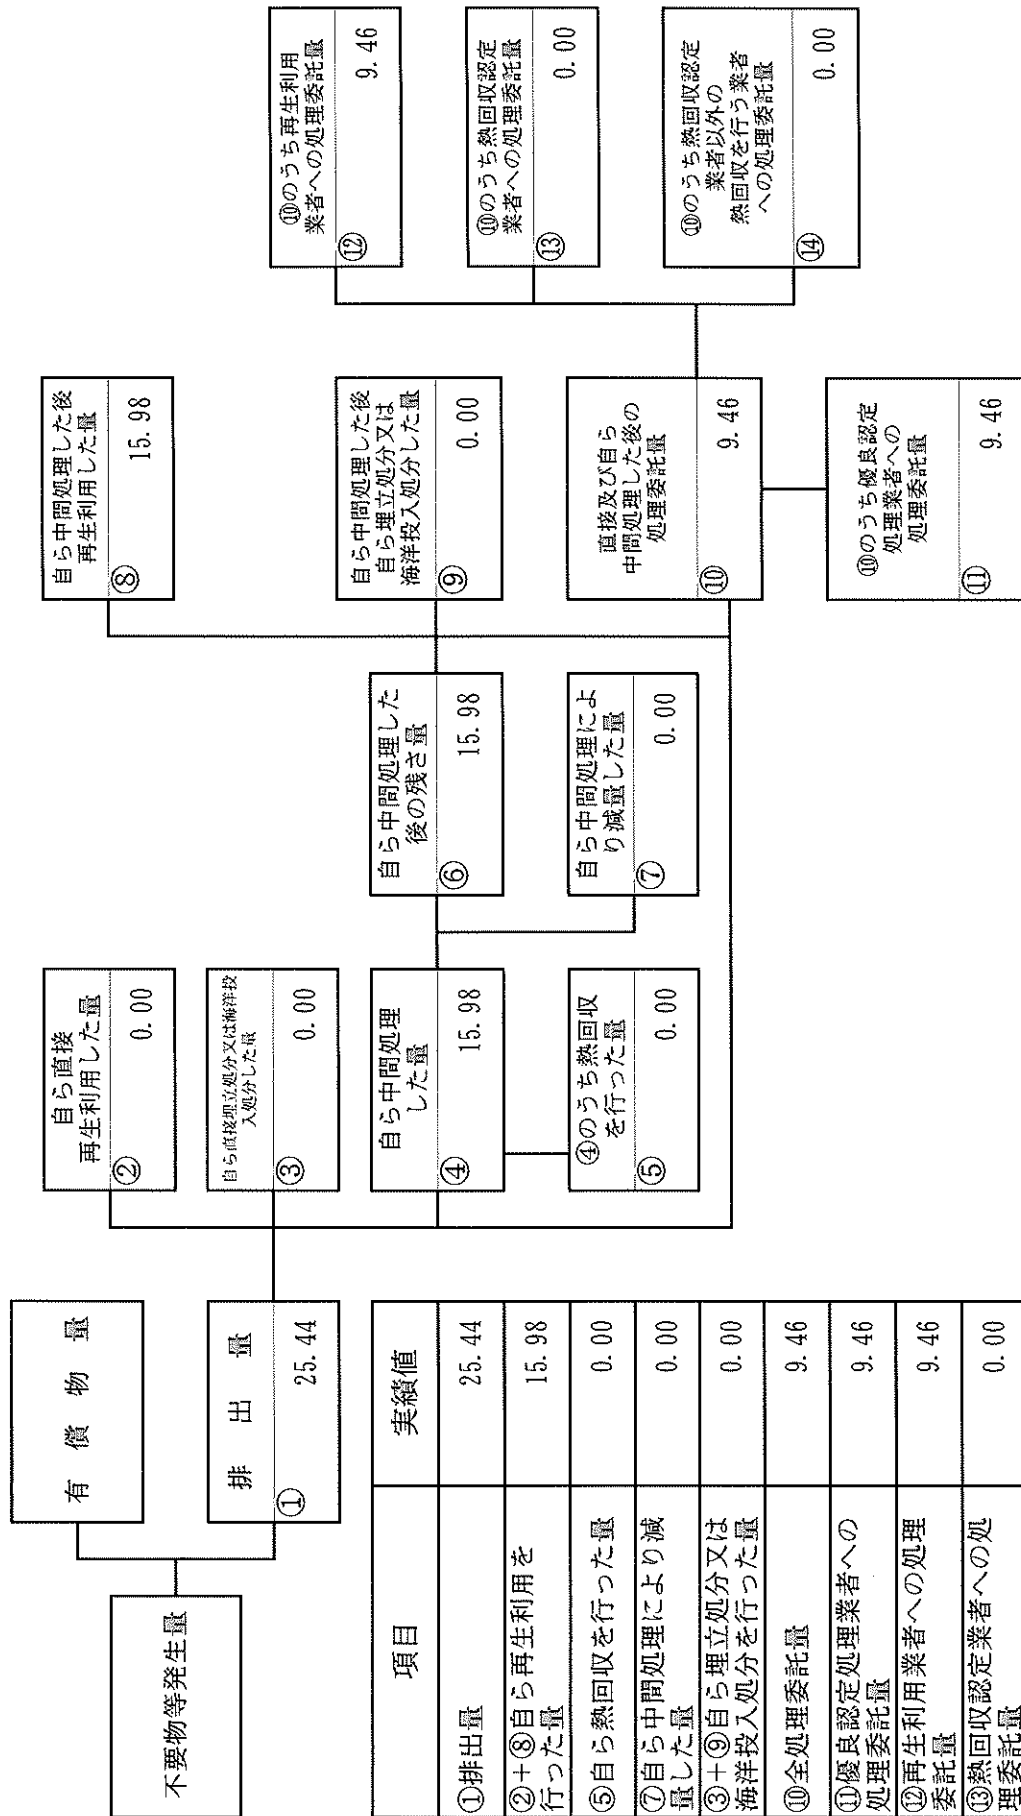 不要物等発生量
有償物量
排出量
①
25.44
自ら直接
再生利用した量
②
0.00
自ら直接埋立処分又は海洋投
入処分した量
③
0.00
自ら中間処理
した量
④
15.98
④のうち熱回収
を行った量
⑤
0.00
自ら中間処理した
後の残さ量
⑥
15.98
自ら中間処理によ
り減量した量
⑦
0.00
自ら中間処理した後
再生利用した量
⑧
15.98
自ら中間処理した後
自ら埋立処分又は
海洋投入処分した量
⑨
0.00
直接及び自ら
中間処理した後の
処理委託量
⑩
9.46
⑩のうち優良認定
処理業者への
処理委託量
⑪
9.46
⑩のうち再生利用
業者への処理委託量
⑫
9.46
⑩のうち熱回収認定
業者への処理委託量
⑬
0.00
⑩のうち熱回収認定
業者以外の
熱回収を行う業者
への処理委託量
⑭
0.00
項目
実績値
①排出量
25.44
②+⑧自ら再生利用を
行った量
15.98
⑤自ら熱回収を行った量
0.00
⑦自ら中間処理により減
量した量
0.00
③+⑨自ら埋立処分又は
海洋投入処分を行った量
0.00
⑩全処理委託量
9.46
⑪優良認定処理業者への
処理委託量
9.46
⑫再生利用業者への処理
委託量
9.46
⑬熱回収認定業者への処
理委託量
0.00